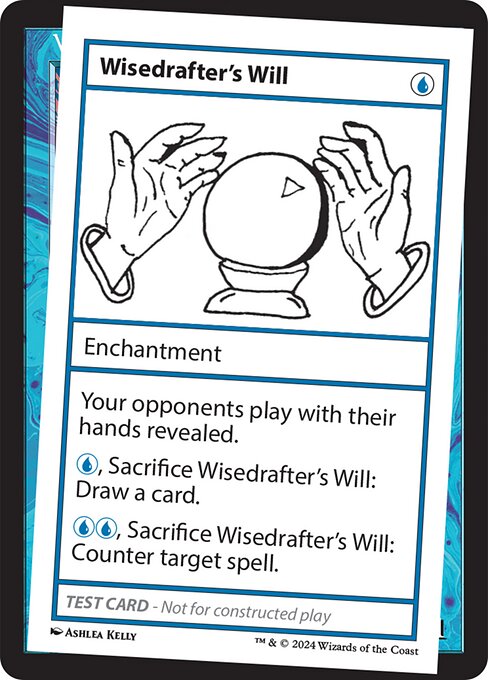 Wisedrafter's Will
Enchantment
Your opponents play with their
hands revealed.
, Sacrifice Wisedrafter's Will:
Draw a card.
, Sacrifice Wisedrafter's Will:
Counter target spell.
TEST CARD - Not for constructed play
ASHLEA KELLY
™ & © 2024 Wizards of the Coast